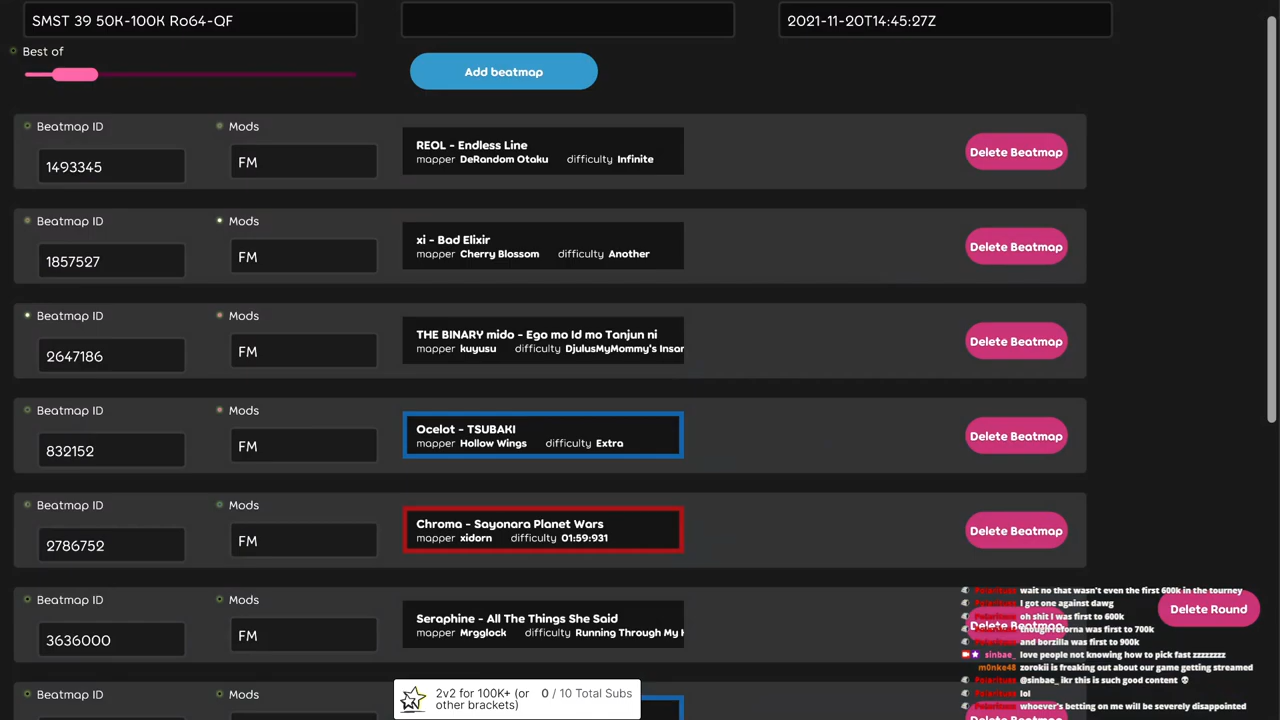 SMST 39 50K-100K Ro64-QF
2021-11-20T14:45:27Z
Best of
Add beatmap
Beatmap ID
Mods
1493345
FM
REOL - Endless Line
mapper DeRandom Otaku difficulty Infinite
Delete Beatmap
Beatmap ID
Mods
1857527
FM
xi - Bad Elixir
mapper Cherry Blossom difficulty Another
Delete Beatmap
Beatmap ID
Mods
2647186
FM
THE BINARY mido - Ego mo Id mo Tanjun ni
mapper kuyusu difficulty DjulusMyMommy's Insan
Delete Beatmap
Beatmap ID
Mods
832152
FM
Ocelot - TSUBAKI
mapper Hollow Wings difficulty Extra
Delete Beatmap
Beatmap ID
Mods
2786752
FM
Chroma - Sayonara Planet Wars
mapper xidorn difficulty 01:59:931
Delete Beatmap
Beatmap ID
Mods
3636000
FM
Seraphine - All The Things She Said
mapper Mrgglock difficulty Running Through My H
Delete Beatmap
Delete Round
wait no that wasn't even the first 600k in the tourney
I got one against dawg
oh shit I was first to 600k
though reforna was first to 700k
and borzilla was first to 900k
sinbae_ love people not knowing how to pick fast zzzzzzzz
m0nke48 zorokii is freaking out about our game getting streamed
@sinbae_ ikr this is such good content 💀
lol
whoever's betting on me will be severely disappointed
Beatmap ID
Mods
2v2 for 100K+ (or
other brackets)
0 / 10 Total Subs
Delete Beatmap